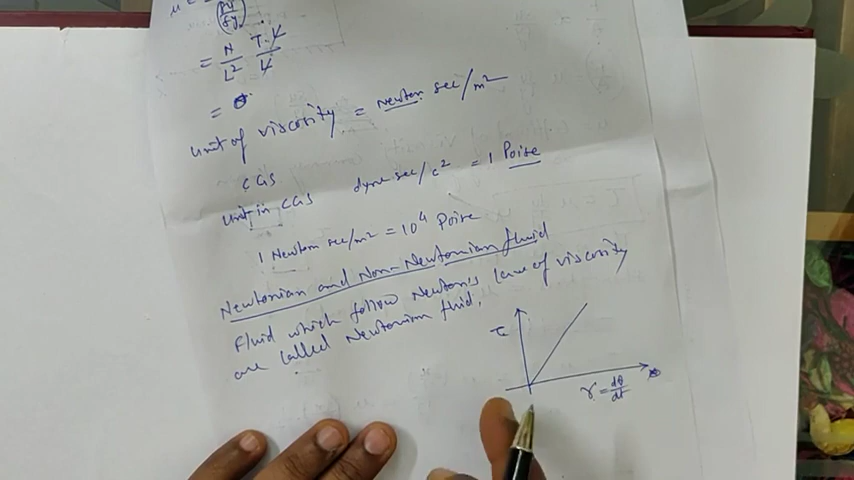 μ =
= N/L² T.L/L
=
unit of viscosity = Newton sec/m²
CGS
unit in CGS dyne sec/c² = 1 Poise
1 Newton sec/m² = 10⁴ Poise
Newtonian and Non-Newtonian fluid
Fluid which follow Newton's law of viscosity
are called Newtonian fluid.
τ
γ = dθ/dt